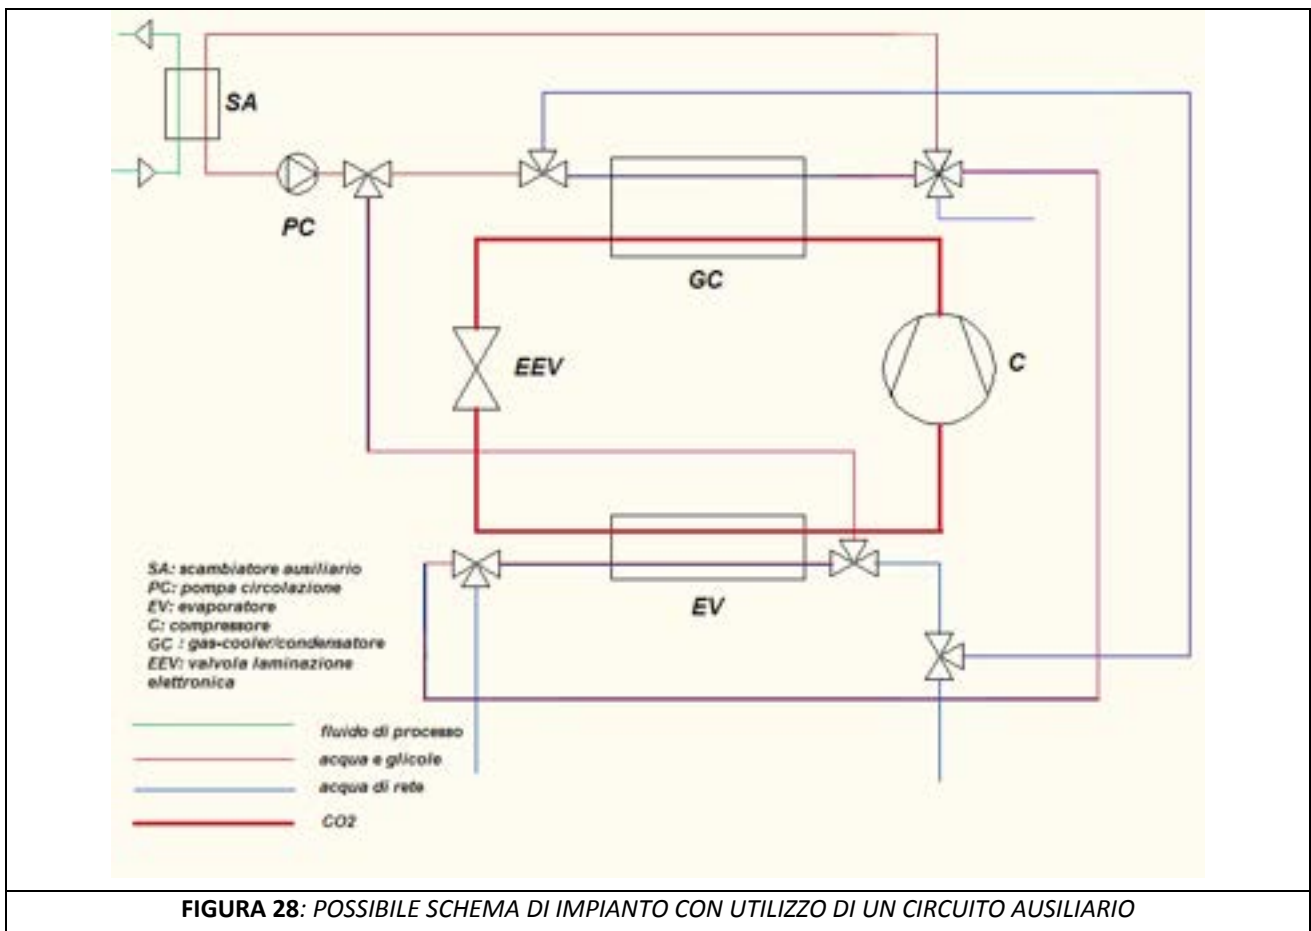 SA
PC
GC
EEV
C
EV
SA: scambiatore ausiliario
PC: pompa circolazione
EV: evaporatore
C: compressore
GC : gas-cooler/condensatore
EEV: valvola laminazione
elettronica
fluido di processo
acqua e glicole
acqua di rete
CO2
FIGURA 28: POSSIBILE SCHEMA DI IMPIANTO CON UTILIZZO DI UN CIRCUITO AUSILIARIO